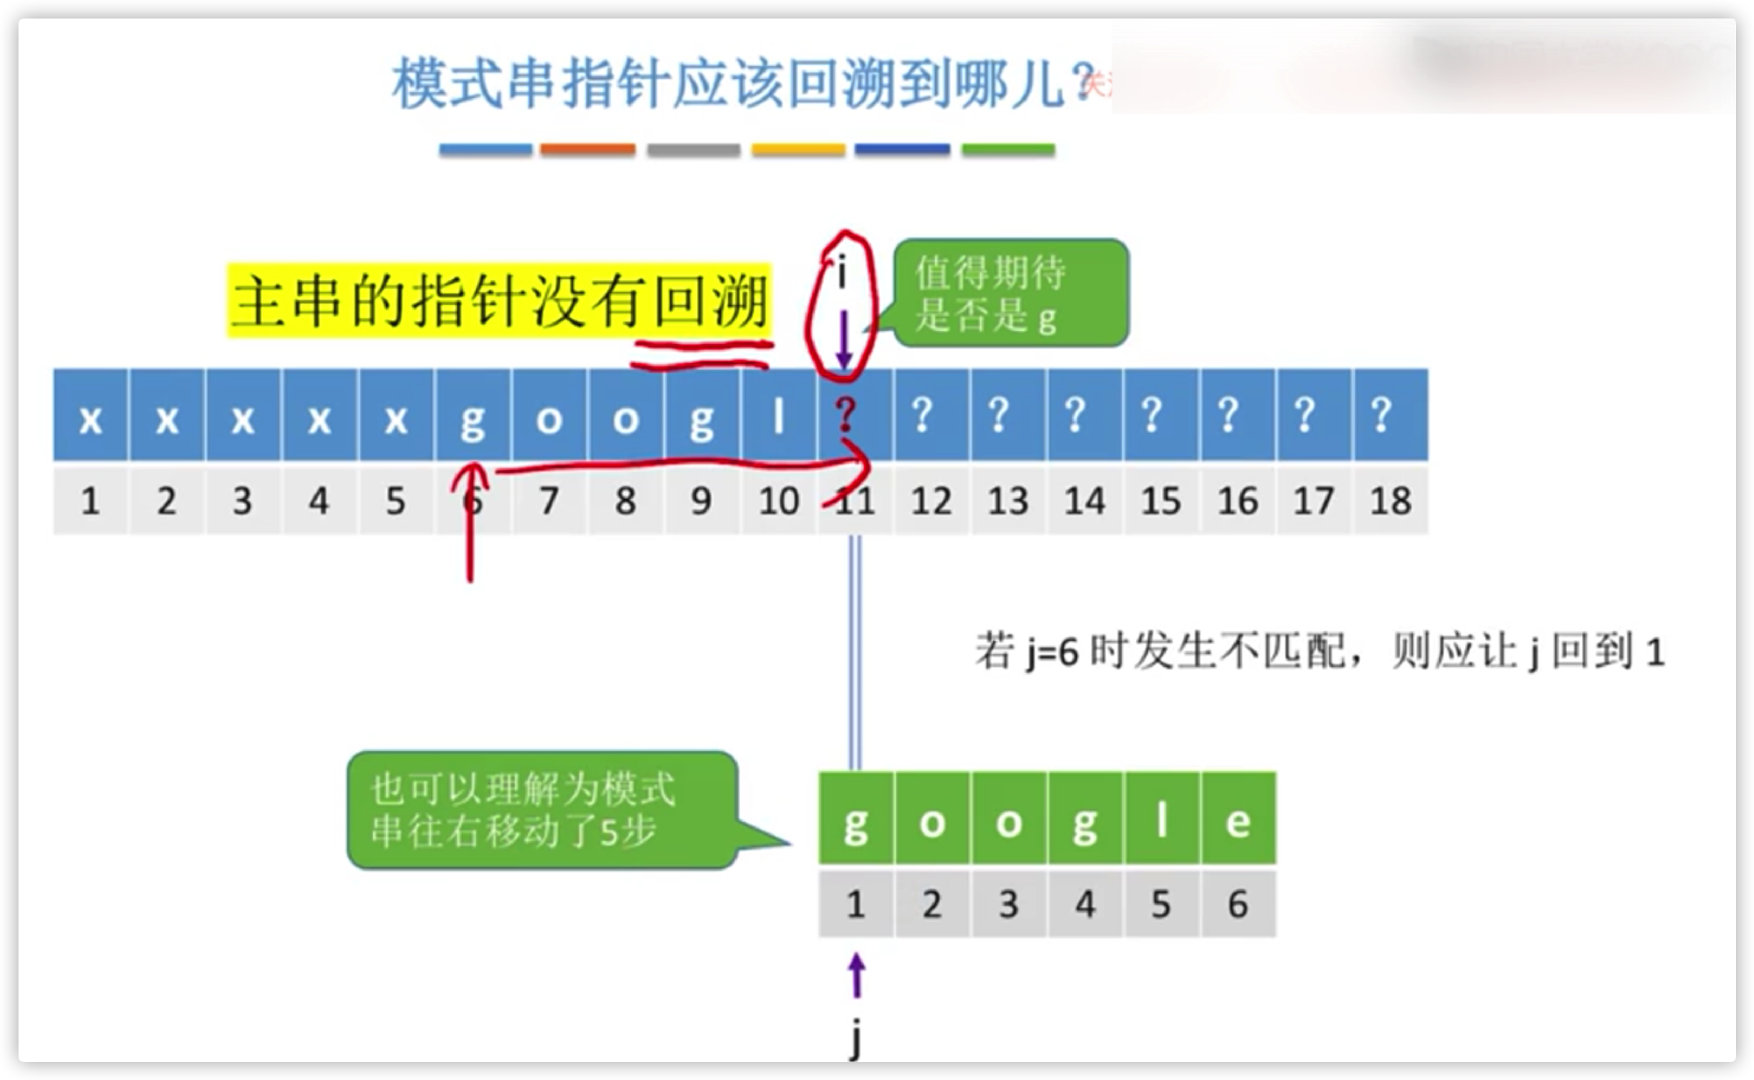 模式串指针应该回溯到哪儿?
主串的指针没有回溯
i
值得期待
是否是 g
x x x x x g o o g l ? ? ? ? ? ? ? ?
1 2 3 4 5 6 7 8 9 10 11 12 13 14 15 16 17 18
若 j=6 时发生不匹配，则应让 j 回到 1
也可以理解为模式
串往右移动了5步
g o o g l e
1 2 3 4 5 6
j